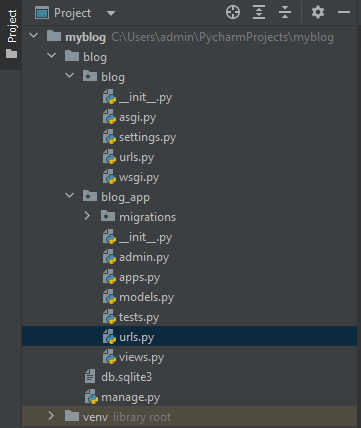 Project
Project
myblog C:\Users\admin\PycharmProjects\myblog
blog
blog
__init__.py
asgi.py
settings.py
urls.py
wsgi.py
blog_app
migrations
__init__.py
admin.py
apps.py
models.py
tests.py
urls.py
views.py
db.sqlite3
manage.py
venv library root